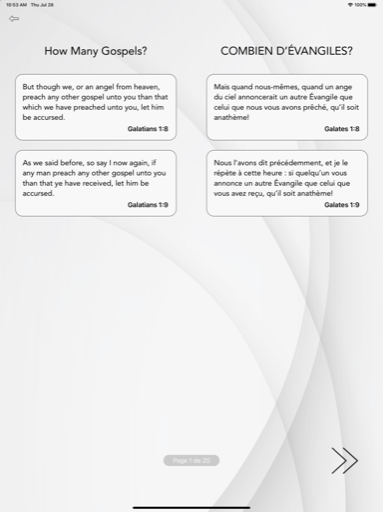 10:53 AM Thu Jul 28
100%
How Many Gospels?
But though we, or an angel from heaven,
preach any other gospel unto you than that
which we have preached unto you, let him
be accursed.
Galatians 1:8
As we said before, so say I now again, if
any man preach any other gospel unto you
than that ye have received, let him be
accursed.
Galatians 1:9
COMBIEN D'ÉVANGILES?
Mais quand nous-mêmes, quand un ange
du ciel annoncerait un autre Évangile que
celui que nous vous avons prêché, qu'il soit
anathème!
Galates 1:8
Nous l'avons dit précédemment, et je le
répète à cette heure : si quelqu'un vous
annonce un autre Évangile que celui que
vous avez reçu, qu'il soit anathème!
Galates 1:9
Page 1 de 20